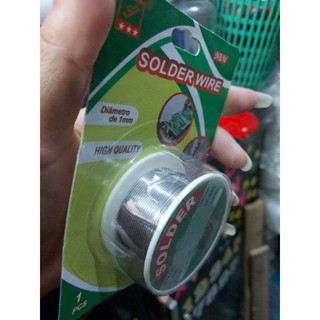 SOLDER WIRE
NEW
Diâmetro
de 1mm
HIGH QUALITY
SOLDER
1
PCS